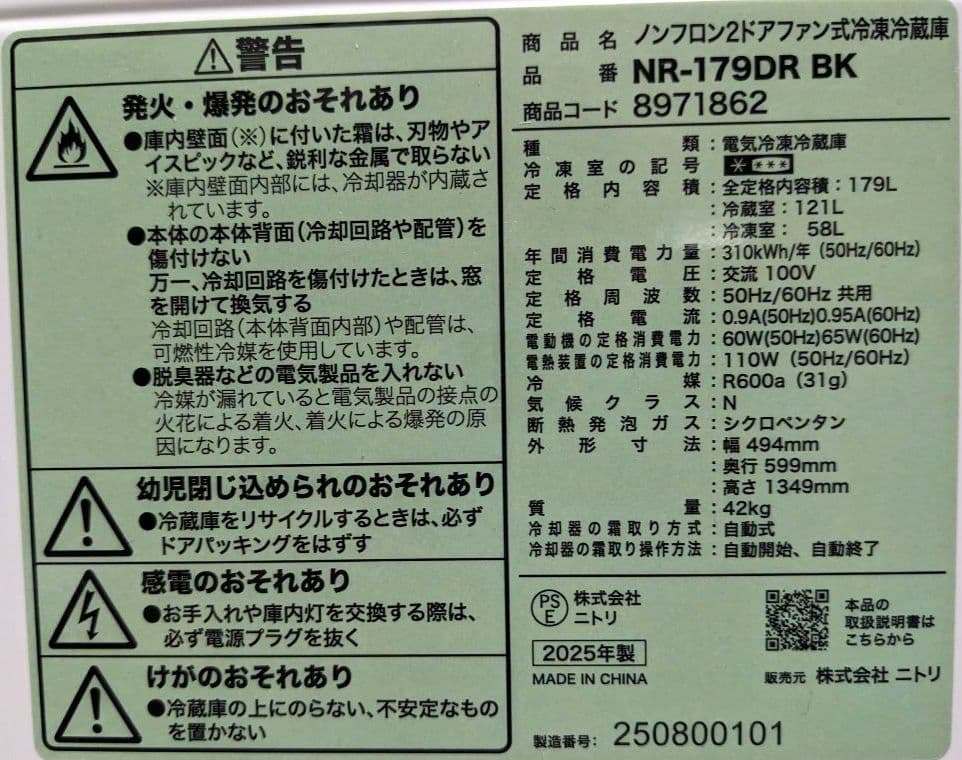 警告
発火・爆発のおそれあり
●庫内壁面(※)に付いた霜は、刃物やア
イスピックなど、鋭利な金属で取らない
※庫内壁面内部には、冷却器が内蔵さ
れています。
●本体の本体背面(冷却回路や配管)を
傷付けない
万一、冷却回路を傷付けたときは、窓
を開けて換気する
冷却回路(本体背面内部)や配管は、
可燃性冷媒を使用しています。
●脱臭器などの電気製品を入れない
冷媒が漏れていると電気製品の接点の
火花による着火、着火による爆発の原
因になります。
幼児閉じ込められのおそれあり
●冷蔵庫をリサイクルするときは、必ず
ドアパッキングをはずす
感電のおそれあり
●お手入れや庫内灯を交換する際は、
必ず電源プラグを抜く
けがのおそれあり
●冷蔵庫の上にのらない、不安定なもの
を置かない
商品名 ノンフロン2ドアファン式冷凍冷蔵庫
品番 NR-179DR BK
商品コード 8971862
種類:電気冷凍冷蔵庫
冷凍室の記号 ****
定格内容積:全定格内容積:179L
:冷蔵室:121L
:冷凍室: 58L
年間消費電力量:310kWh/年 (50Hz/60Hz)
定格電圧:交流 100V
定格周波数:50Hz/60Hz 共用
定格電流:0.9A(50Hz)0.95A(60Hz)
電動機の定格消費電力:60W(50Hz)65W(60Hz)
電熱装置の定格消費電力:110W (50Hz/60Hz)
冷媒:R600a (31g)
気候クラス:N
断熱発泡ガス:シクロペンタン
外形寸法:幅 494mm
:奥行 599mm
:高さ 1349mm
質量:42kg
冷却器の霜取り方式:自動式
冷却器の霜取り操作方法:自動開始、自動終了
PS
E
株式会社
ニトリ
2025年製
MADE IN CHINA
本品の
取扱説明書は
こちらから
販売元 株式会社 ニトリ
製造番号: 250800101